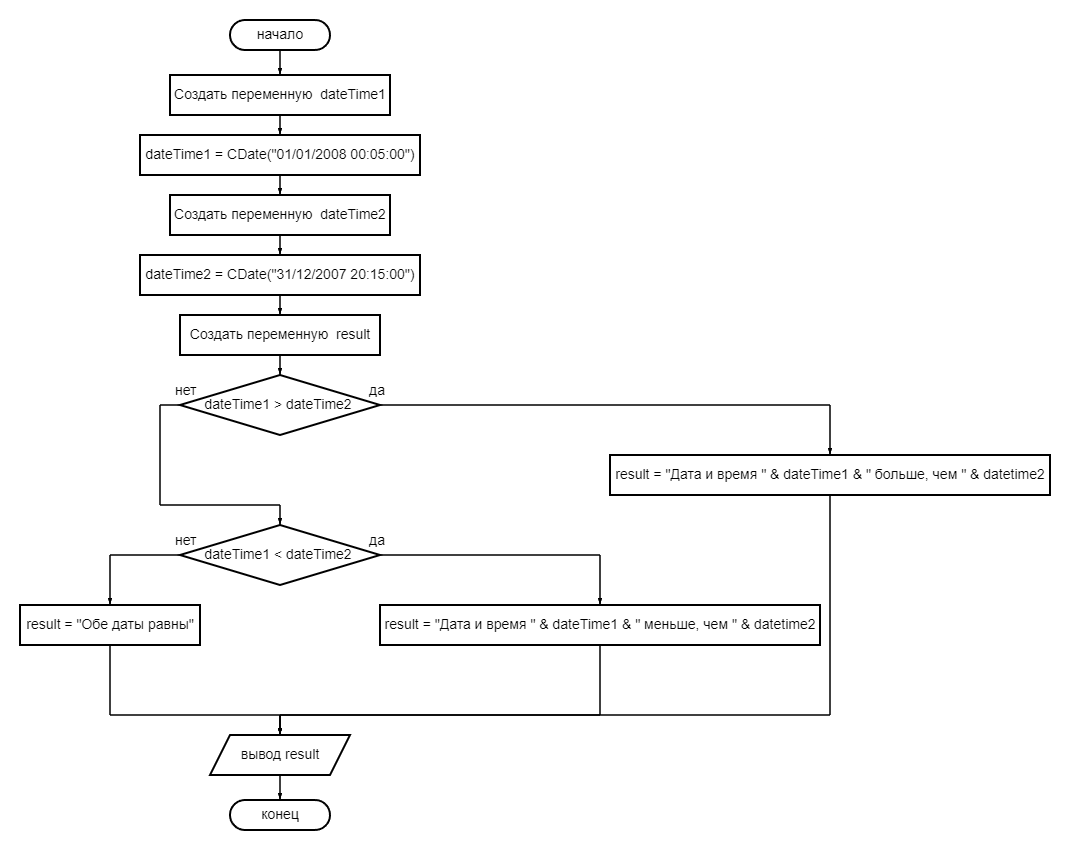 начало
Создать переменную  dateTime1
dateTime1 = CDate("01/01/2008 00:05:00")
Создать переменную  dateTime2
dateTime2 = CDate("31/12/2007 20:15:00")
Создать переменную  result
нет
dateTime1 > dateTime2
да
result = "Дата и время " & dateTime1 & " больше, чем " & datetime2
нет
dateTime1 < dateTime2
да
result = "Обе даты равны"
result = "Дата и время " & dateTime1 & " меньше, чем " & datetime2
вывод result
конец